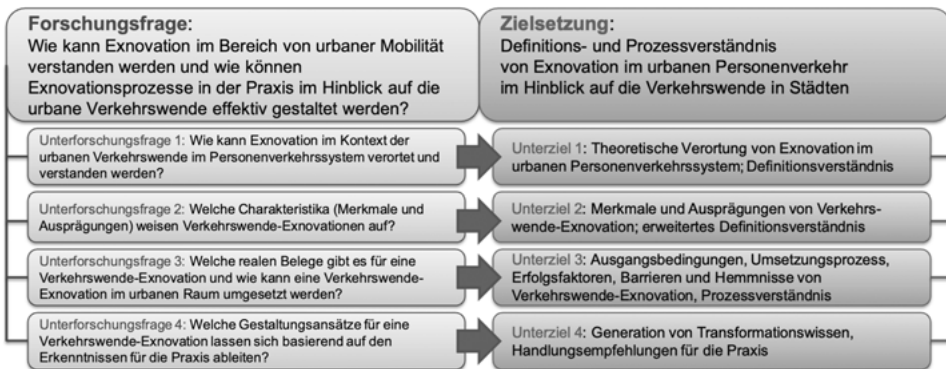 Forschungsfrage:
Wie kann Exnovation im Bereich von urbaner Mobilität
verstanden werden und wie können
Exnovationsprozesse in der Praxis im Hinblick auf die
urbane Verkehrswende effektiv gestaltet werden?
Zielsetzung:
Definitions- und Prozessverständnis
von Exnovation im urbanen Personenverkehr
im Hinblick auf die Verkehrswende in Städten
Unterforschungsfrage 1: Wie kann Exnovation im Kontext der
urbanen Verkehrswende im Personenverkehrssystem verortet und
verstanden werden?
Unterziel 1: Theoretische Verortung von Exnovation im
urbanen Personenverkehrssystem; Definitionsverständnis
Unterforschungsfrage 2: Welche Charakteristika (Merkmale und
Ausprägungen) weisen Verkehrswende-Exnovationen auf?
Unterziel 2: Merkmale und Ausprägungen von Verkehrs-
wende-Exnovation; erweitertes Definitionsverständnis
Unterforschungsfrage 3: Welche realen Belege gibt es für eine
Verkehrswende-Exnovation und wie kann eine Verkehrswende-
Exnovation im urbanen Raum umgesetzt werden?
Unterziel 3: Ausgangsbedingungen, Umsetzungsprozess,
Erfolgsfaktoren, Barrieren und Hemmnisse von
Verkehrswende-Exnovation, Prozessverständnis
Unterforschungsfrage 4: Welche Gestaltungsansätze für eine
Verkehrswende-Exnovation lassen sich basierend auf den
Erkenntnissen für die Praxis ableiten?
Unterziel 4: Generation von Transformationswissen,
Handlungsempfehlungen für die Praxis